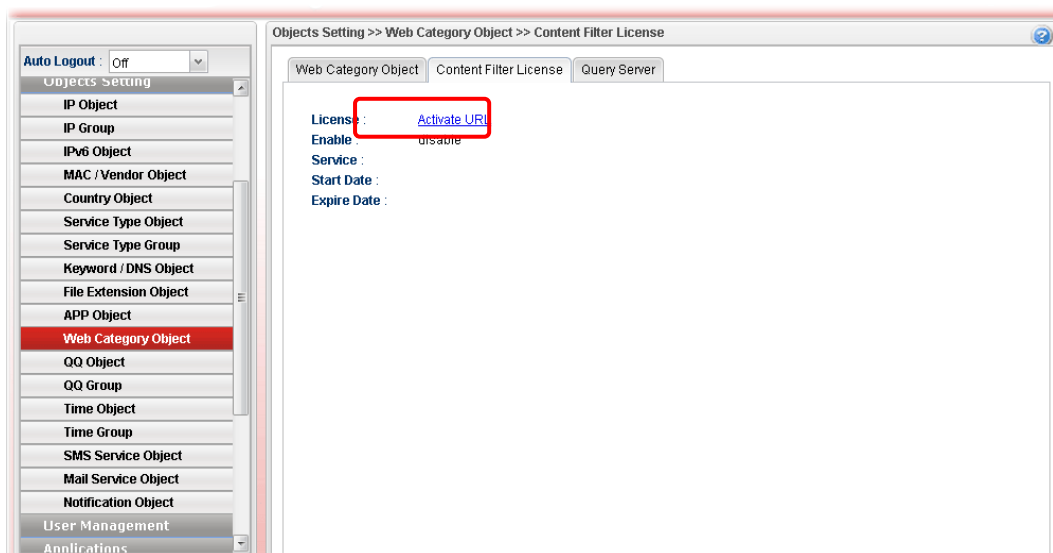 Objects Setting >> Web Category Object >> Content Filter License
Auto Logout : Off
Objects Setting
IP Object
IP Group
IPv6 Object
MAC / Vendor Object
Country Object
Service Type Object
Service Type Group
Keyword / DNS Object
File Extension Object
APP Object
Web Category Object
QQ Object
QQ Group
Time Object
Time Group
SMS Service Object
Mail Service Object
Notification Object
User Management
Applications
Web Category Object Content Filter License Query Server
License : Activate URL
Enable : disable
Service :
Start Date :
Expire Date :